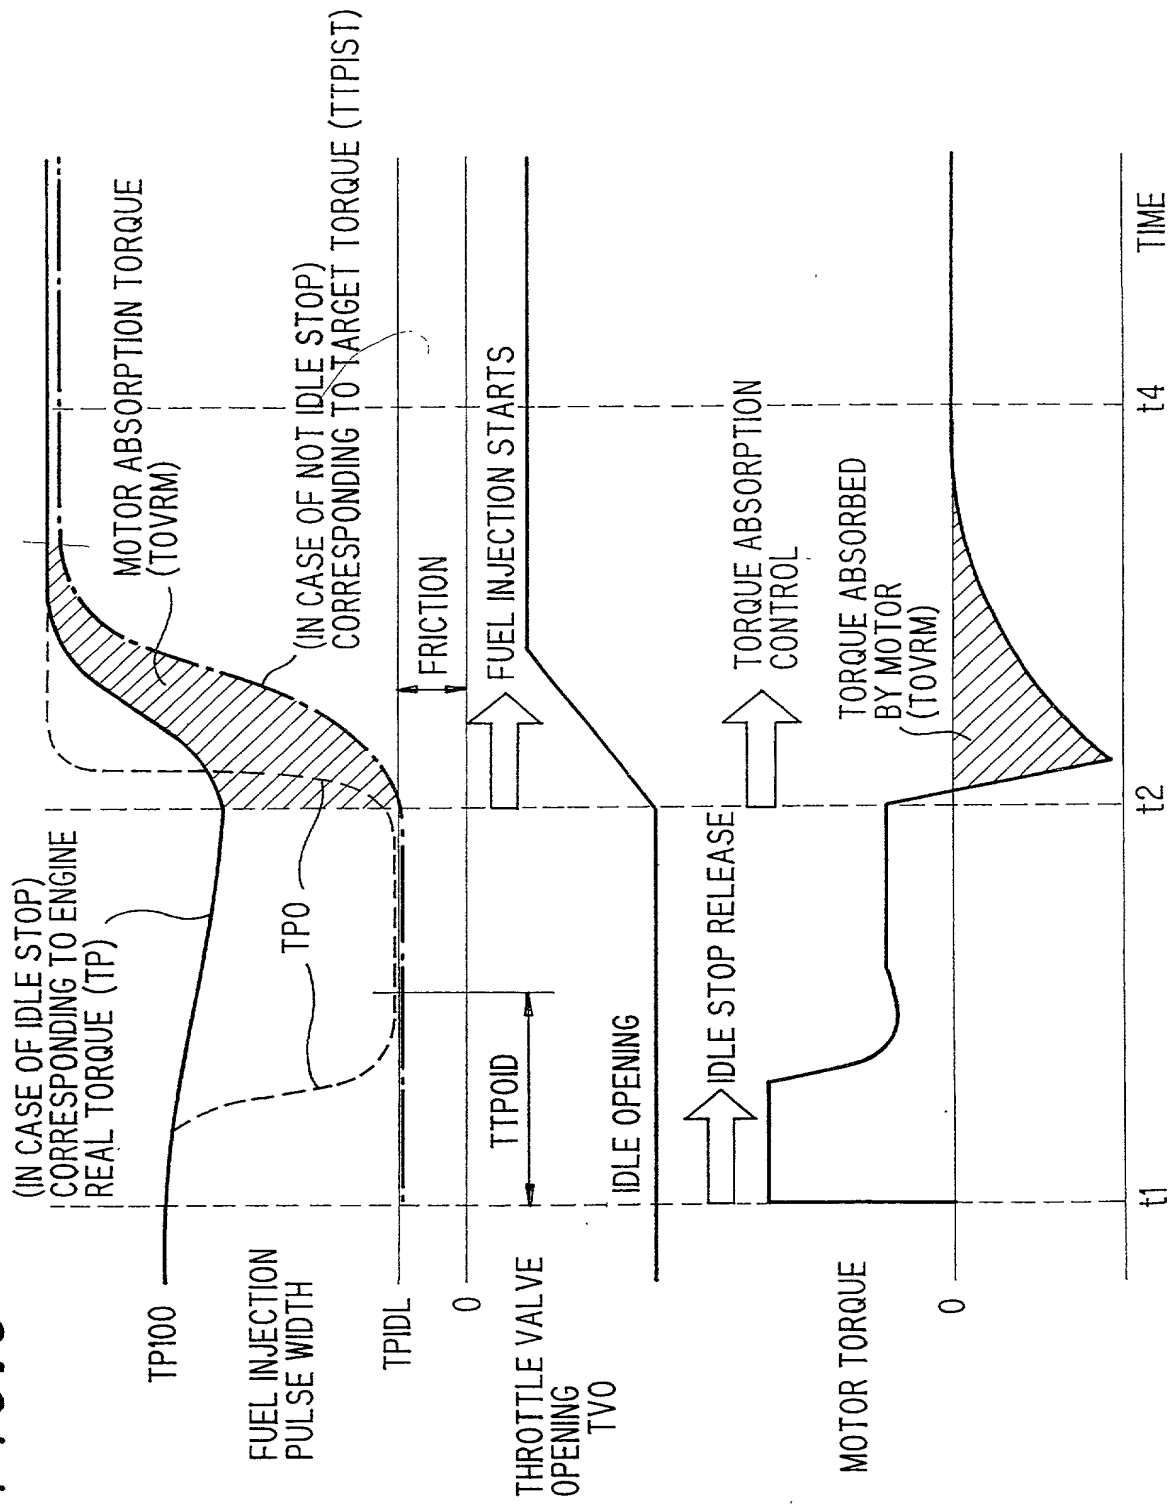 (IN CASE OF IDLE STOP)
CORRESPONDING TO ENGINE
REAL TORQUE (TP)
MOTOR ABSORPTION TORQUE
(TOVRM)
TP100
FUEL INJECTION
PULSE WIDTH
TPO
(IN CASE OF NOT IDLE STOP)
CORRESPONDING TO TARGET TORQUE (TTPIST)
TPIDL
FRICTION
0
TTPOID
FUEL INJECTION STARTS
THROTTLE VALVE
OPENING
TVO
IDLE OPENING
IDLE STOP RELEASE
TORQUE ABSORPTION
CONTROL
MOTOR TORQUE
TORQUE ABSORBED
BY MOTOR
(TOVRM)
0
t1
t2
t4
TIME